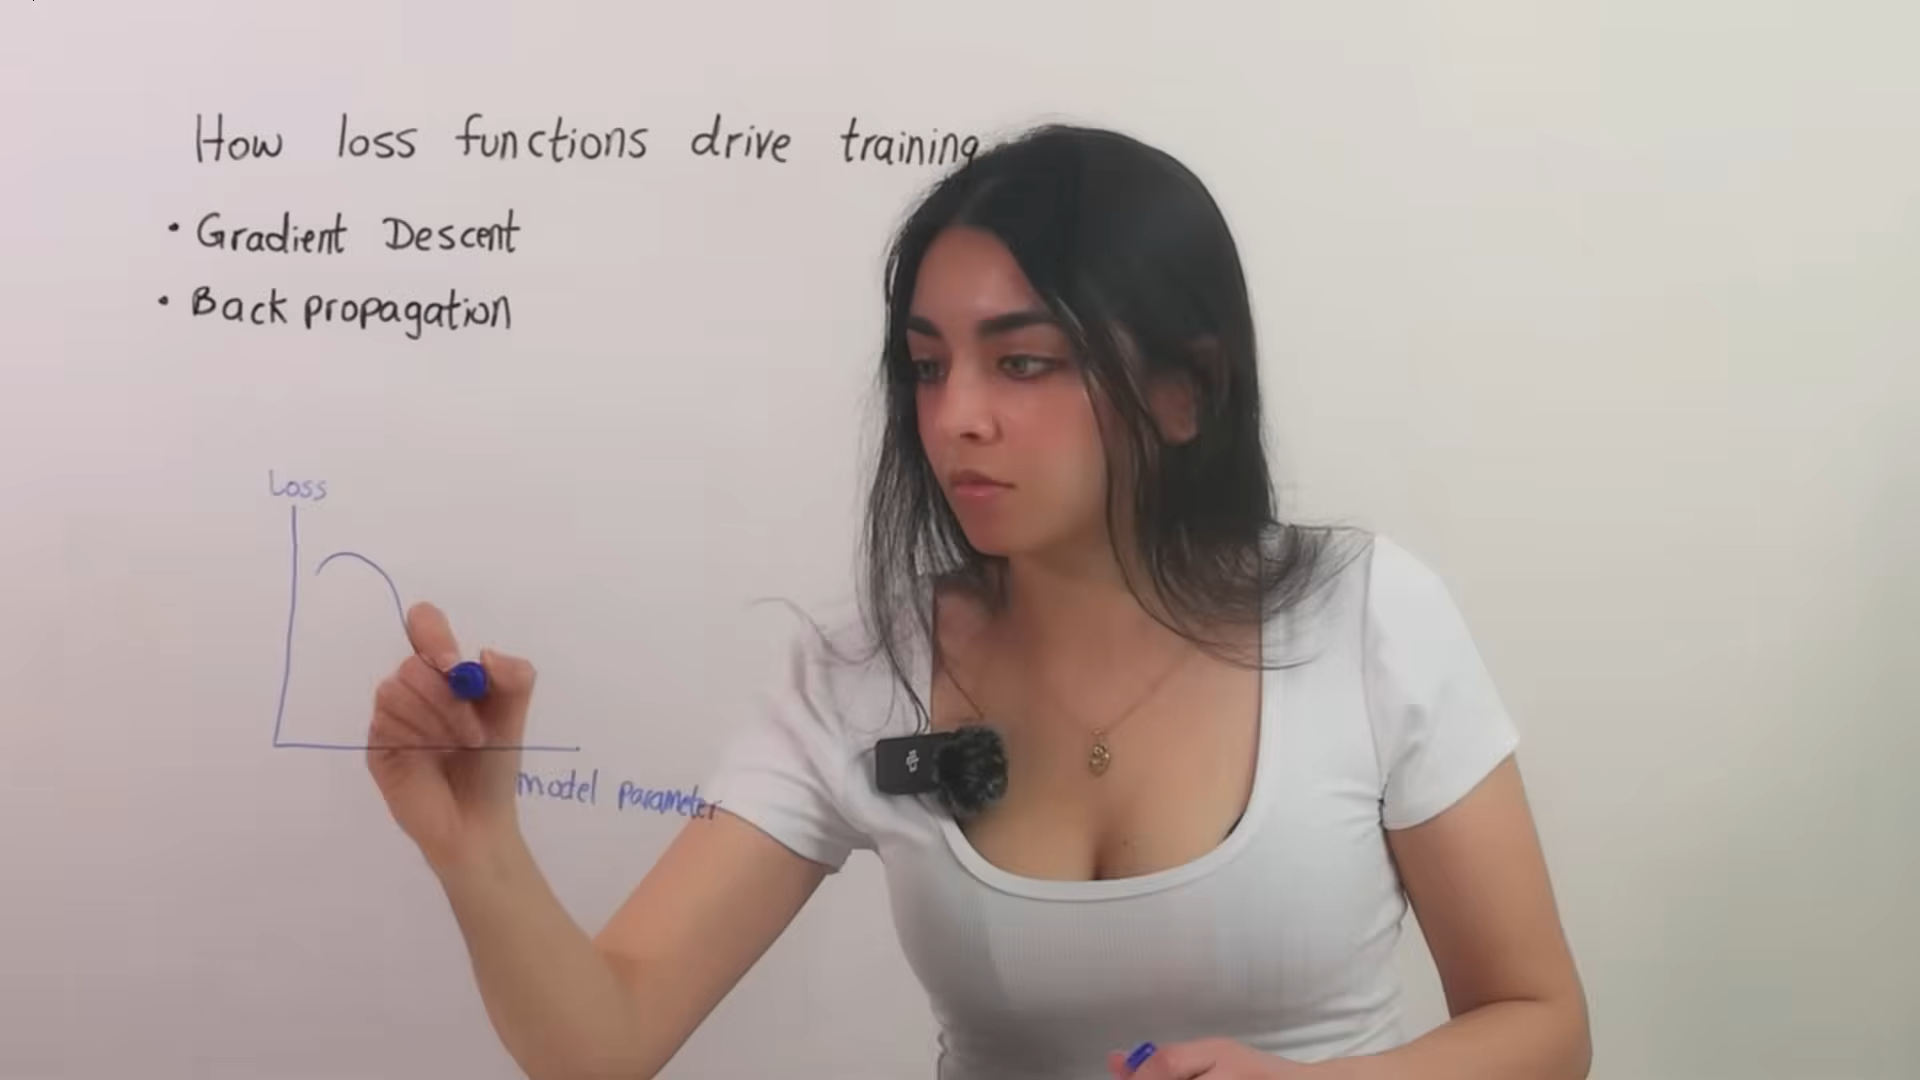 How loss functions drive training
• Gradient Descent
• Back propagation
Loss
model parameter